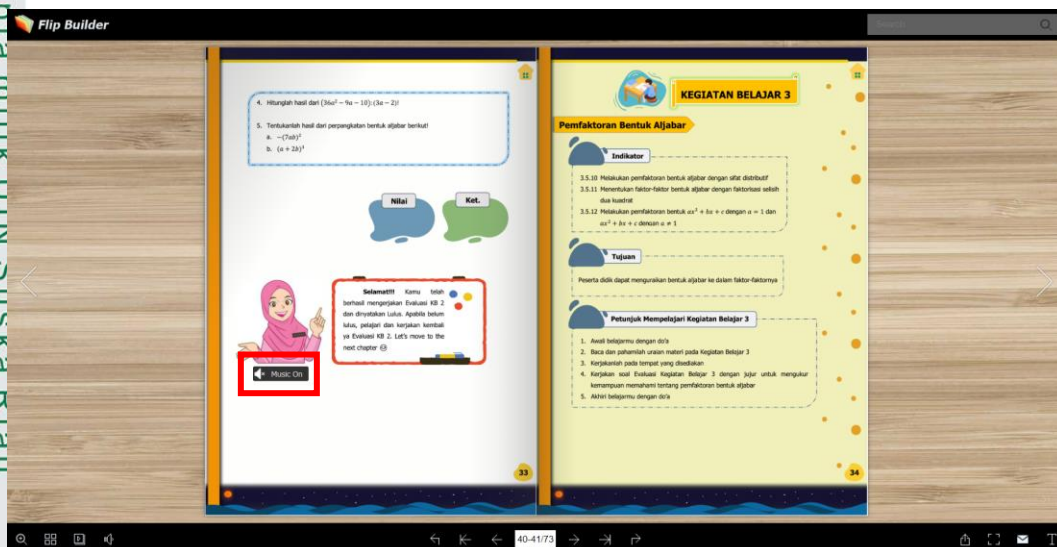 Flip Builder
4. Hitunglah hasil dari (36a² − 9a − 10): (3a − 2)!
5. Tentukanlah hasil dari perpangkatan bentuk aljabar berikut!
a. −(7ab)²
Nilai
Ket.
Selamat!!! Kamu telah
berhasil mengerjakan Evaluasi KB 2
dan dinyatakan Lulus. Apabila belum
lulus, pelajari dan kerjakan kembali
ya Evaluasi KB 2. Let's move to the
next chapter 😊
Music On
33
KEGIATAN BELAJAR 3
Pemfaktoran Bentuk Aljabar
Indikator
3.5.10 Melakukan pemfaktoran bentuk aljabar dengan sifat distributif
3.5.11 Menentukan faktor-faktor bentuk aljabar dengan faktorisasi selisih
dua kuadrat
3.5.12 Melakukan pemfaktoran bentuk ax² + bx + c dengan a = 1 dan
ax² + bx + c dengan a ≠ 1
Tujuan
Peserta didik dapat menguraikan bentuk aljabar ke dalam faktor-faktornya
Petunjuk Mempelajari Kegiatan Belajar 3
1. Awali belajarmu dengan do'a
2. Baca dan pahamilah uraian materi pada Kegiatan Belajar 3
3. Kerjakanlah pada tempat yang disediakan
4. Kerjakan soal Evaluasi Kegiatan Belajar 3 dengan jujur untuk mengukur
kemampuan memahami tentang pemfaktoran bentuk aljabar
5. Akhiri belajarmu dengan do'a
34
40-41/73